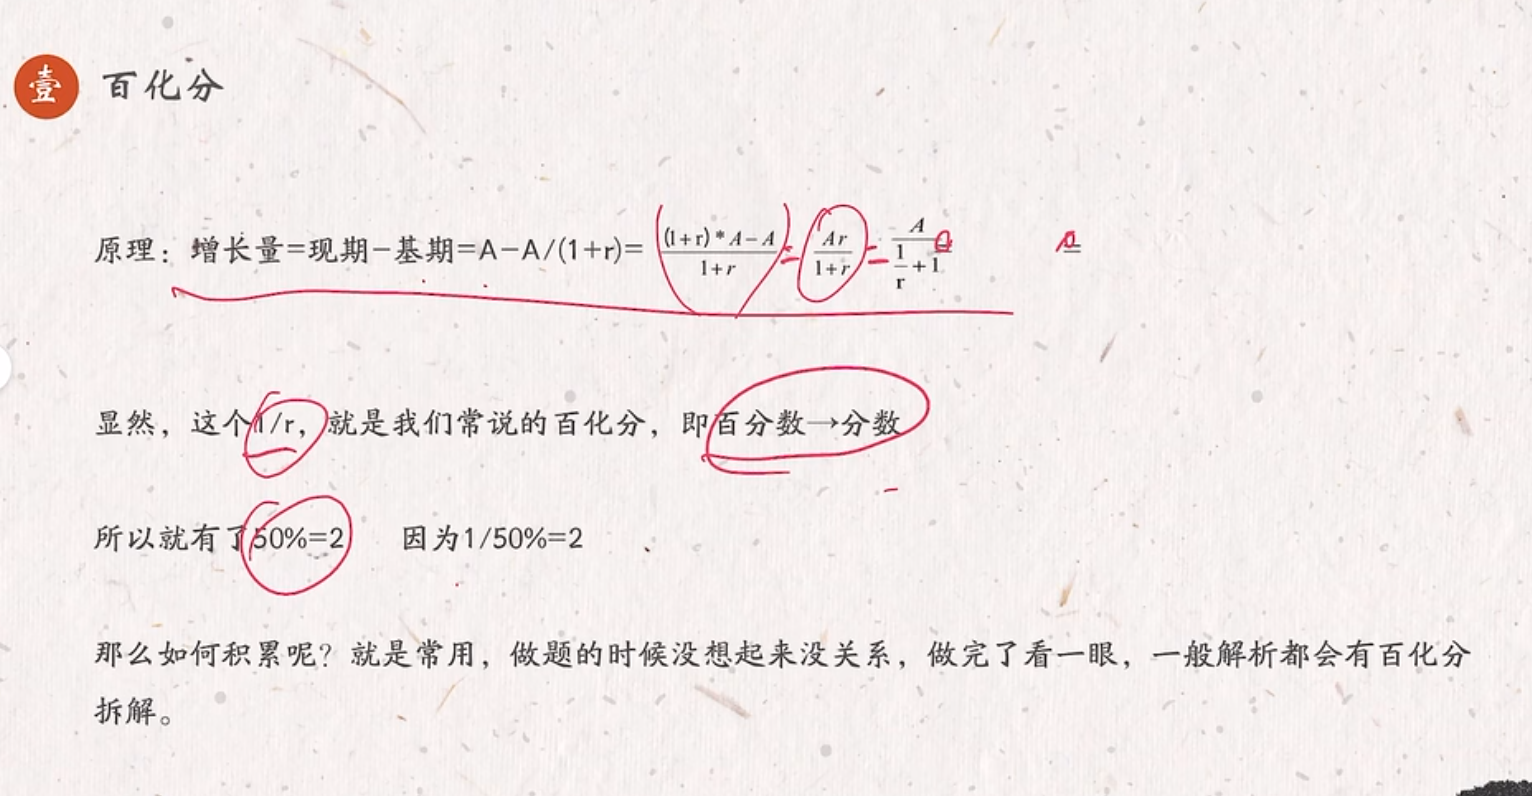 壹 百化分
原理：增长量=现期-基期=A-A/(1+r)= ((1+r)*A-A)/(1+r) = Ar/(1+r) = A/(1/r+1)
显然，这个1/r，就是我们常说的百化分，即百分数→分数
所以就有了50%=2 因为1/50%=2
那么如何积累呢？就是常用，做题的时候没想起来没关系，做完了看一眼，一般解析都会有百化分
拆解。